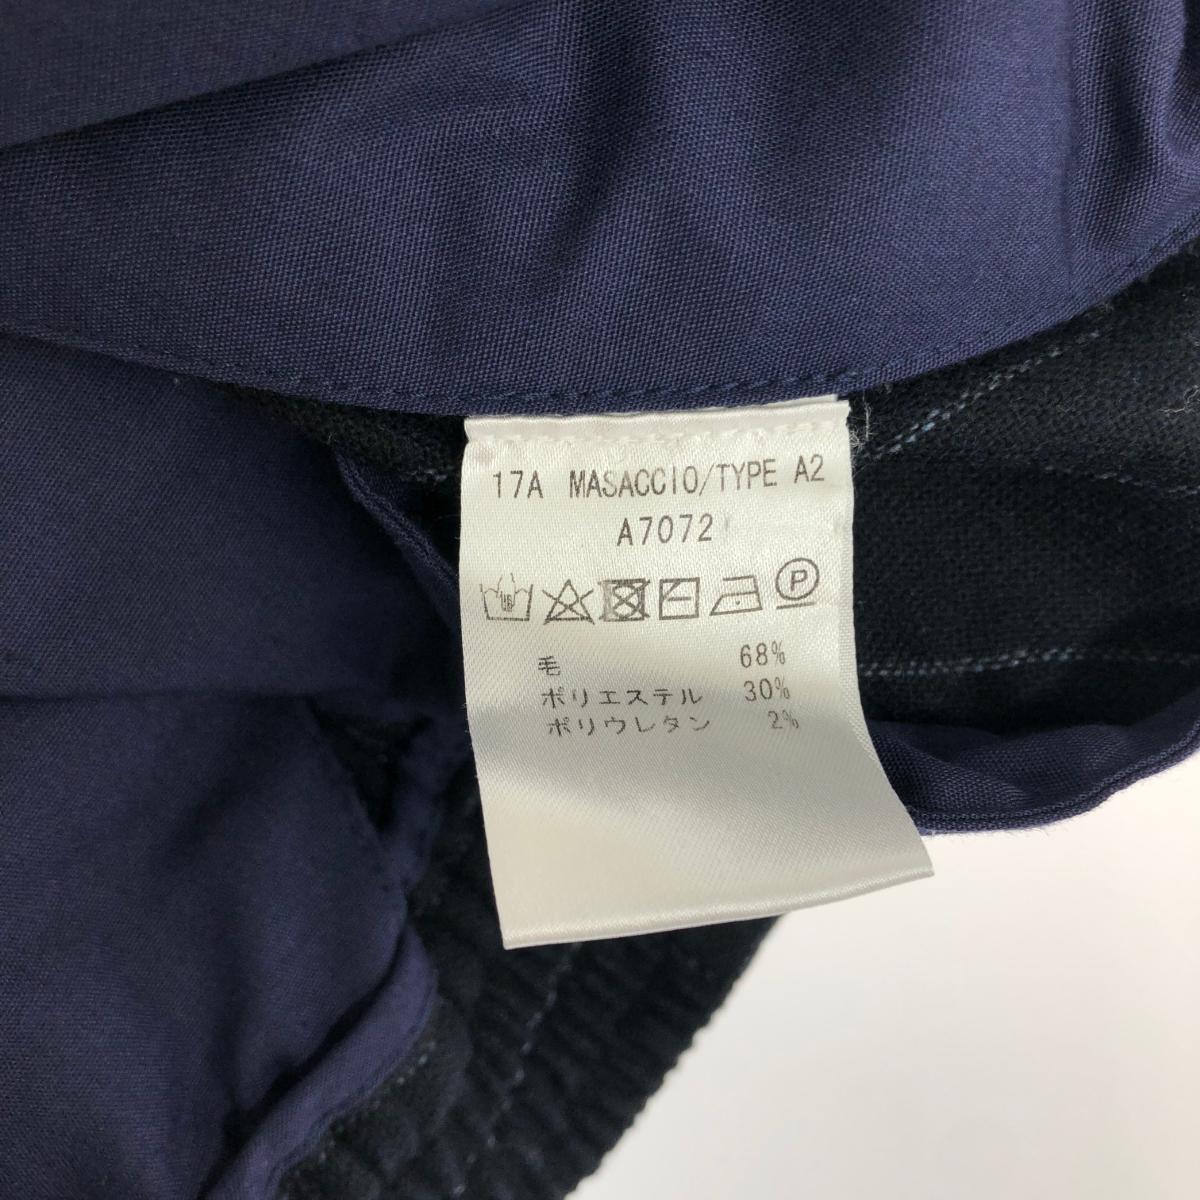 17A MASACCIO/TYPE A2
A7072
P
毛 68%
ポリエステル 30%
ポリウレタン 2%